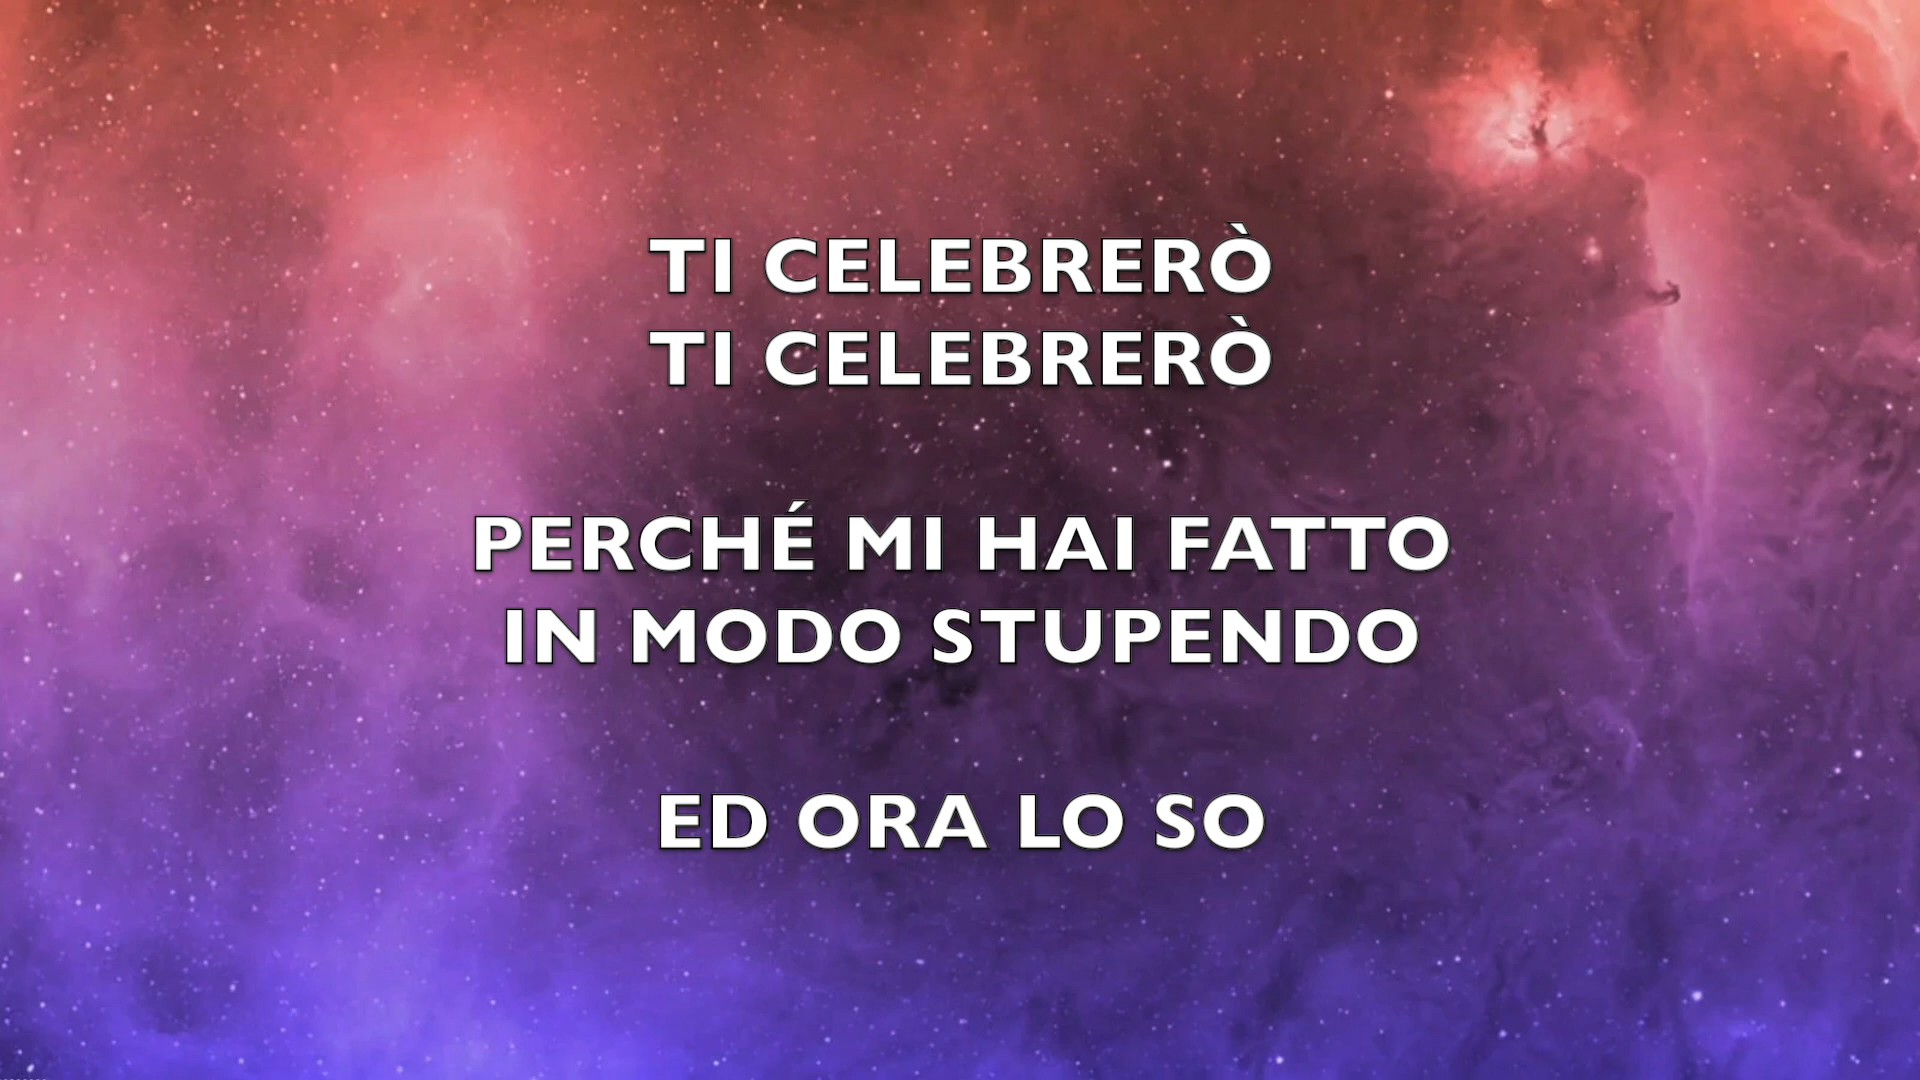 TI CELEBRERÒ
TI CELEBRERÒ
PERCHÉ MI HAI FATTO
IN MODO STUPENDO
ED ORA LO SO